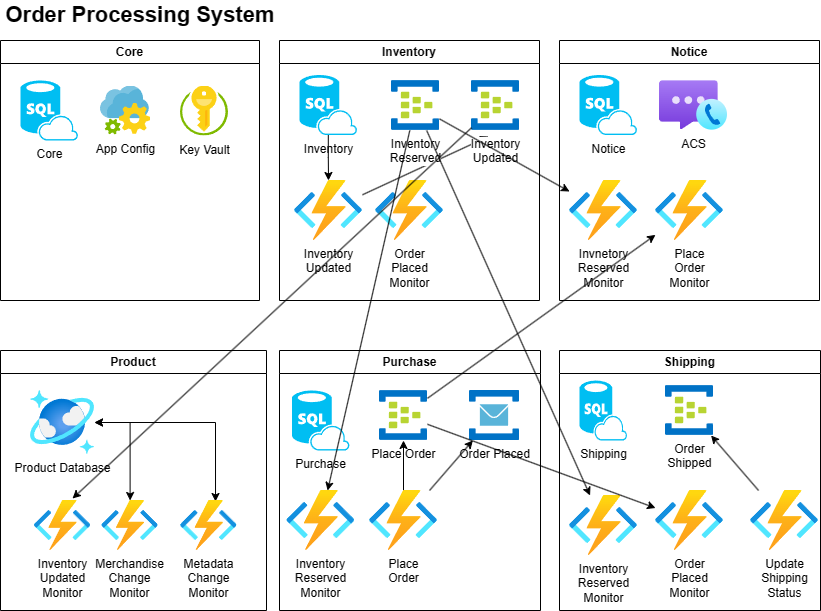 Order Processing System
Core
Inventory
Notice
SQL
Core
App Config
Key Vault
SQL
Inventory
Inventory
Reserved
Inventory
Updated
SQL
Notice
ACS
Inventory
Updated
Order
Placed
Monitor
Invnetory
Reserved
Monitor
Place
Order
Monitor
Product
Purchase
Shipping
Product Database
SQL
Purchase
Place Order
Order Placed
SQL
Shipping
Order
Shipped
Inventory
Updated
Monitor
Merchandise
Change
Monitor
Metadata
Change
Monitor
Inventory
Reserved
Monitor
Place
Order
Inventory
Reserved
Monitor
Order
Placed
Monitor
Update
Shipping
Status